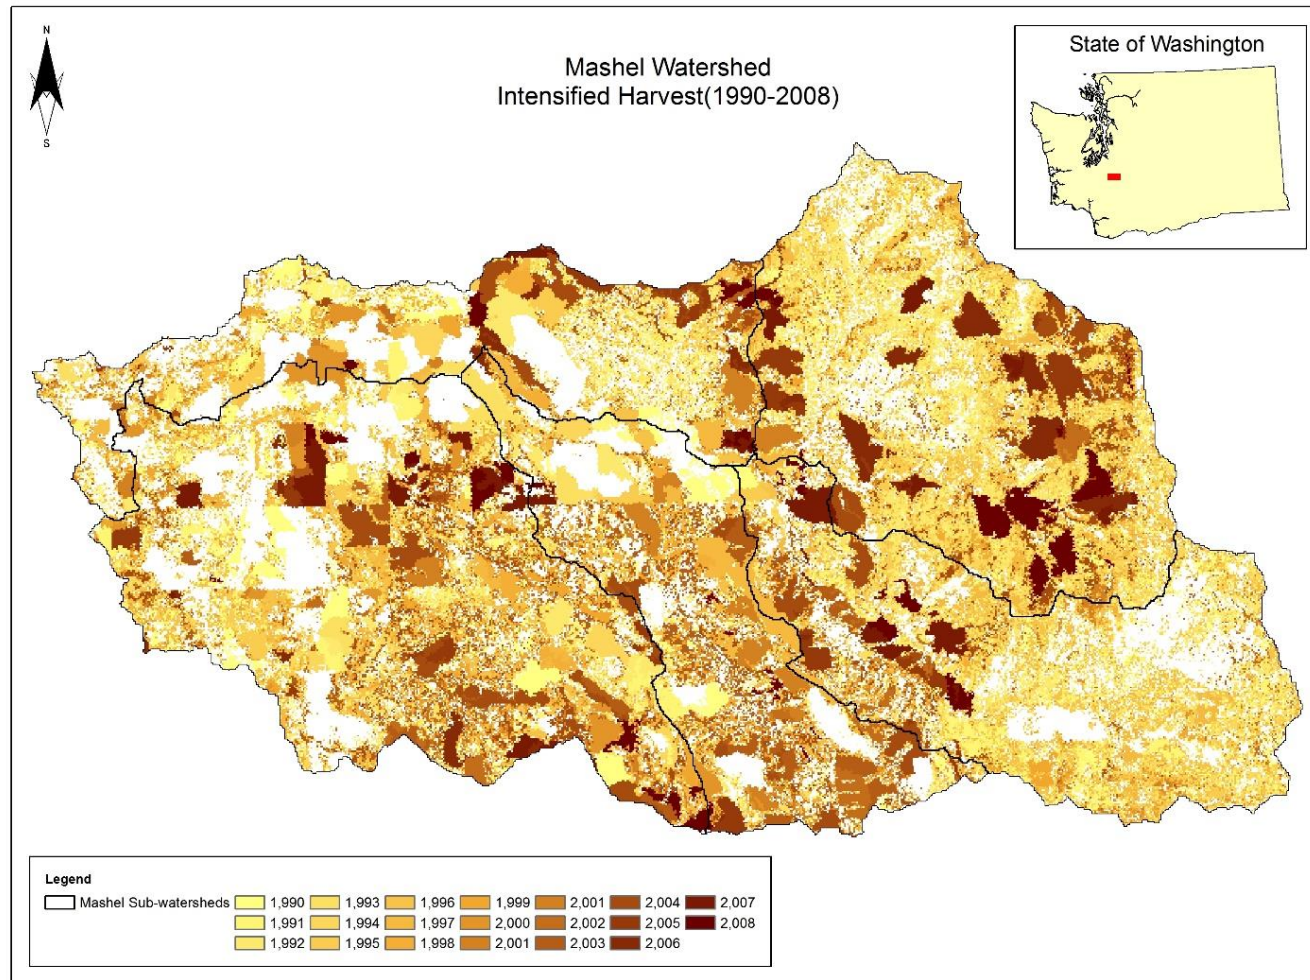 N
S
Mashel Watershed
Intensified Harvest(1990-2008)
State of Washington
Legend
Mashel Sub-watersheds
1,990
1,991
1,992
1,993
1,994
1,995
1,996
1,997
1,998
1,999
2,000
2,001
2,001
2,002
2,003
2,004
2,005
2,006
2,007
2,008